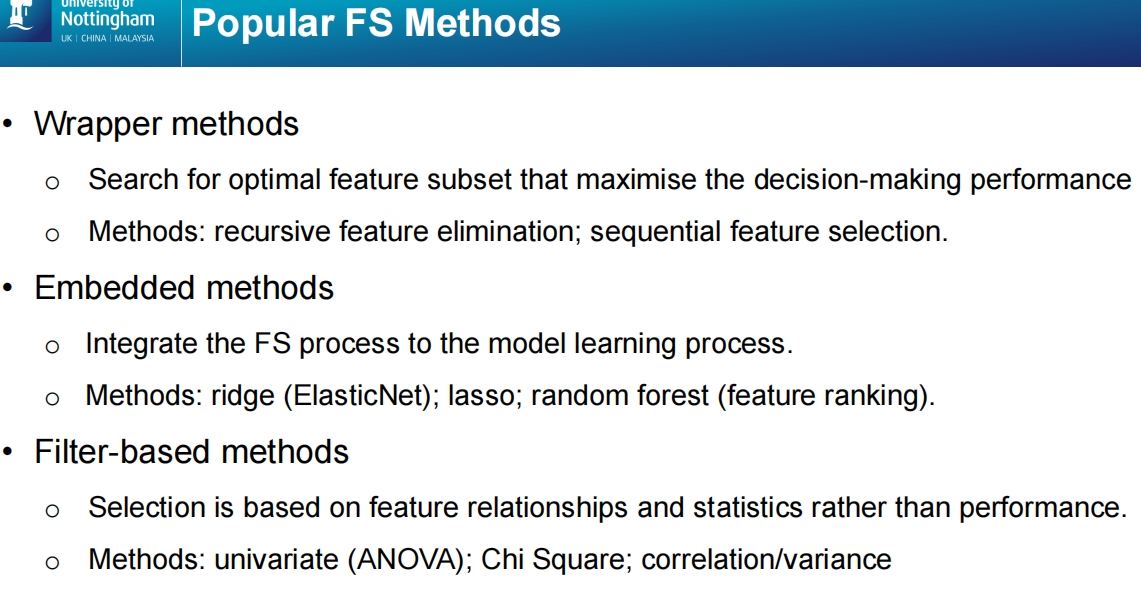 University of
Nottingham
UK | CHINA | MALAYSIA
Popular FS Methods
• Wrapper methods
o Search for optimal feature subset that maximise the decision-making performance
o Methods: recursive feature elimination; sequential feature selection.
• Embedded methods
o Integrate the FS process to the model learning process.
o Methods: ridge (ElasticNet); lasso; random forest (feature ranking).
• Filter-based methods
o Selection is based on feature relationships and statistics rather than performance.
o Methods: univariate (ANOVA); Chi Square; correlation/variance